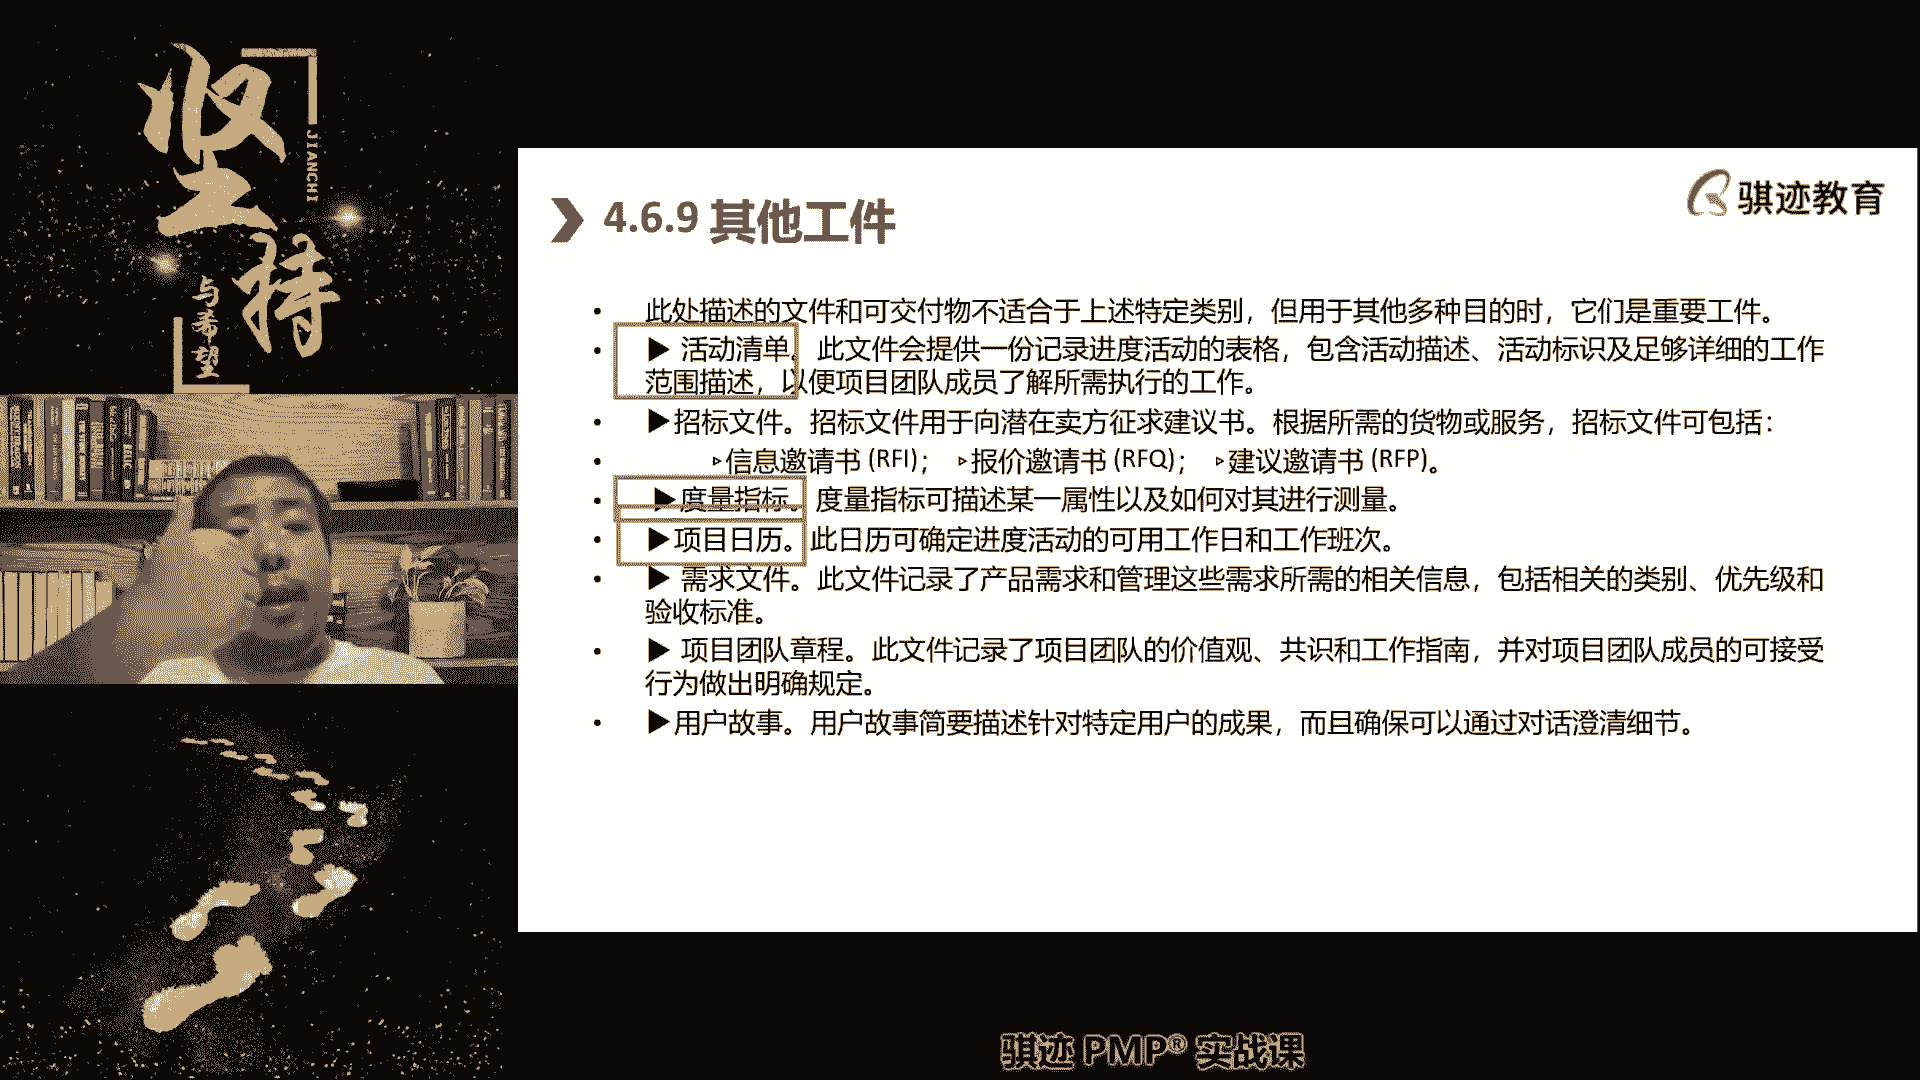 坚持
JIANCHI
与希望
骐迹教育
4.6.9 其他工件
• 此处描述的文件和可交付物不适合于上述特定类别，但用于其他多种目的时，它们是重要工件。
• ▶ 活动清单。此文件会提供一份记录进度活动的表格，包含活动描述、活动标识及足够详细的工作
范围描述，以便项目团队成员了解所需执行的工作。
• ▶招标文件。招标文件用于向潜在卖方征求建议书。根据所需的货物或服务，招标文件可包括：
• ▹信息邀请书 (RFI)； ▹报价邀请书 (RFQ)； ▹建议邀请书 (RFP)。
• ▶度量指标。度量指标可描述某一属性以及如何对其进行测量。
• ▶项目日历。此日历可确定进度活动的可用工作日和工作班次。
• ▶ 需求文件。此文件记录了产品需求和管理这些需求所需的相关信息，包括相关的类别、优先级和
验收标准。
• ▶ 项目团队章程。此文件记录了项目团队的价值观、共识和工作指南，并对项目团队成员的可接受
行为做出明确规定。
• ▶用户故事。用户故事简要描述针对特定用户的成果，而且确保可以通过对话澄清细节。
骐迹 PMP® 实战课